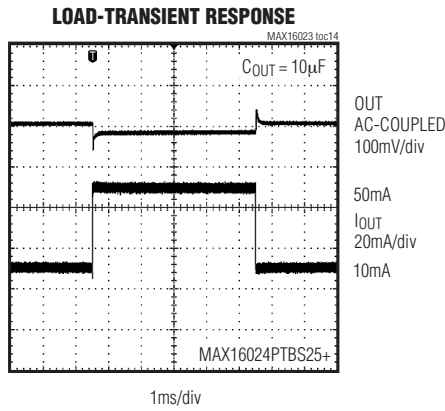 LOAD-TRANSIENT RESPONSE
MAX16023 toc14
T
COUT = 10µF
OUT
AC-COUPLED
100mV/div
50mA
IOUT
20mA/div
10mA
MAX16024PTBS25+
1ms/div